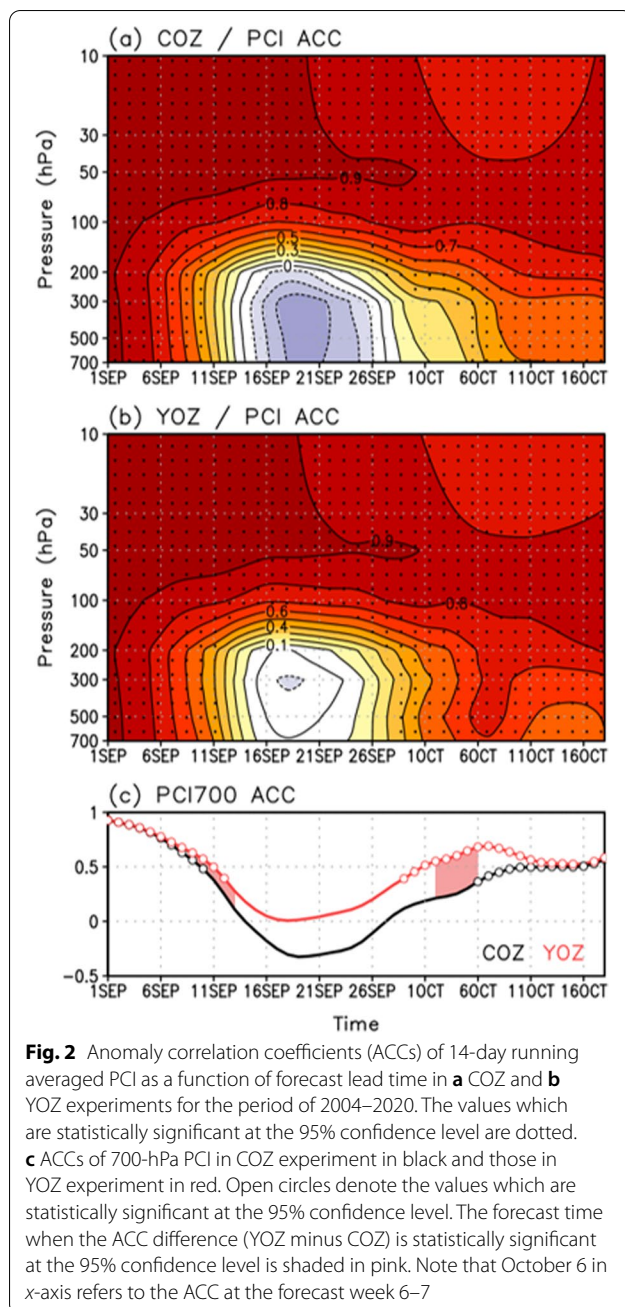 (a) COZ / PCI ACC
10
30
50
100
200
300
500
700
Pressure (hPa)
0.9
0.8
0.7
0.5
0.3
0
1SEP 6SEP 11SEP 16SEP 21SEP 26SEP 1OCT 6OCT 11OCT 16OCT
(b) YOZ / PCI ACC
10
30
50
100
200
300
500
700
Pressure (hPa)
0.9
0.8
0.6
0.4
0.1
1SEP 6SEP 11SEP 16SEP 21SEP 26SEP 1OCT 6OCT 11OCT 16OCT
(c) PCI700 ACC
1
0.5
0
−0.5
COZ YOZ
1SEP 6SEP 11SEP 16SEP 21SEP 26SEP 1OCT 6OCT 11OCT 16OCT
Time
Fig. 2 Anomaly correlation coefficients (ACCs) of 14-day running
averaged PCI as a function of forecast lead time in a COZ and b
YOZ experiments for the period of 2004–2020. The values which
are statistically significant at the 95% confidence level are dotted.
c ACCs of 700-hPa PCI in COZ experiment in black and those in
YOZ experiment in red. Open circles denote the values which are
statistically significant at the 95% confidence level. The forecast time
when the ACC difference (YOZ minus COZ) is statistically significant
at the 95% confidence level is shaded in pink. Note that October 6 in
x-axis refers to the ACC at the forecast week 6–7